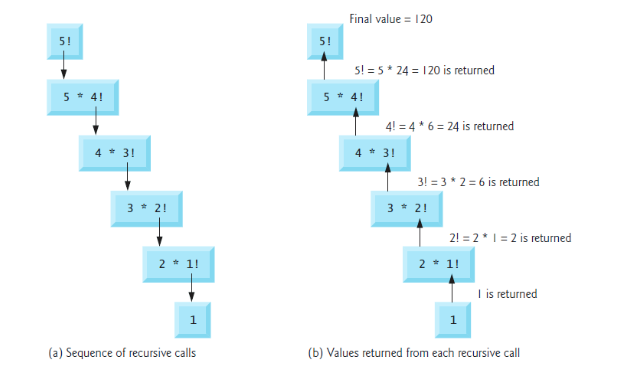 5!
5 * 4!
4 * 3!
3 * 2!
2 * 1!
1
(a) Sequence of recursive calls
Final value = 120
5!
5! = 5 * 24 = 120 is returned
5 * 4!
4! = 4 * 6 = 24 is returned
4 * 3!
3! = 3 * 2 = 6 is returned
3 * 2!
2! = 2 * 1 = 2 is returned
2 * 1!
1 is returned
1
(b) Values returned from each recursive call